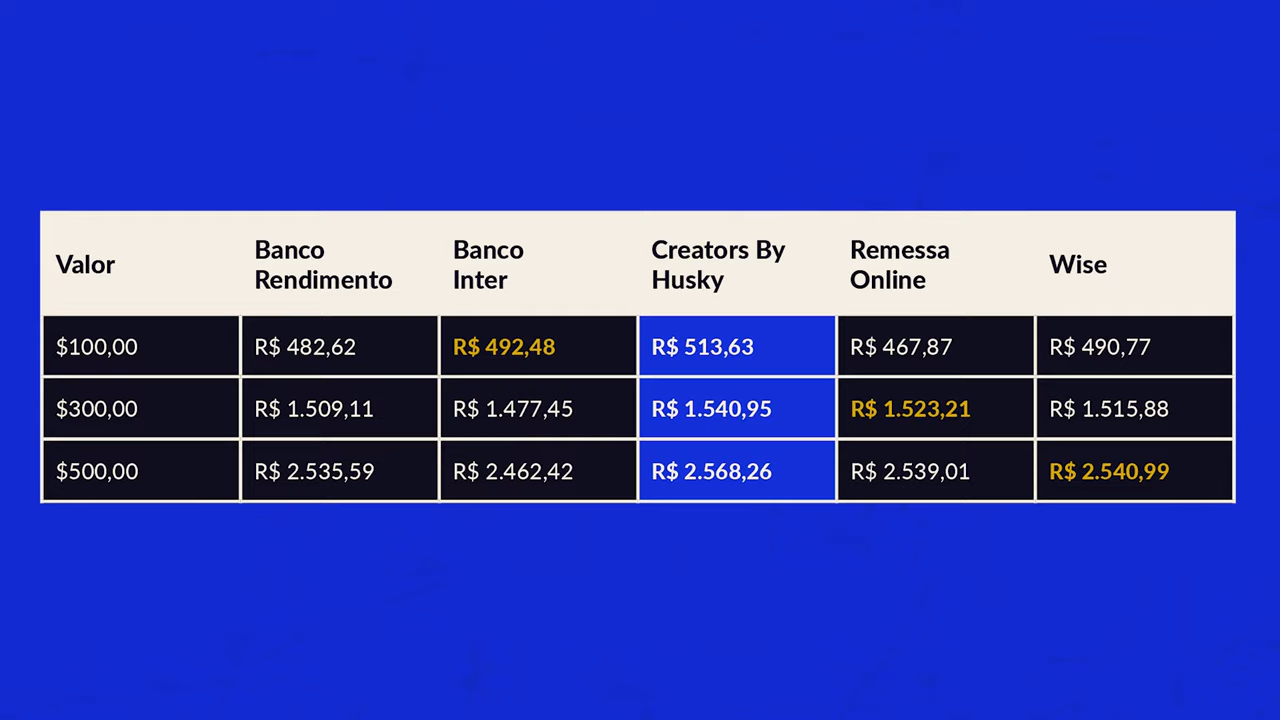 Valor Banco Rendimento Banco Inter Creators By Husky Remessa Online Wise
$100,00 R$ 482,62 R$ 492,48 R$ 513,63 R$ 467,87 R$ 490,77
$300,00 R$ 1.509,11 R$ 1.477,45 R$ 1.540,95 R$ 1.523,21 R$ 1.515,88
$500,00 R$ 2.535,59 R$ 2.462,42 R$ 2.568,26 R$ 2.539,01 R$ 2.540,99